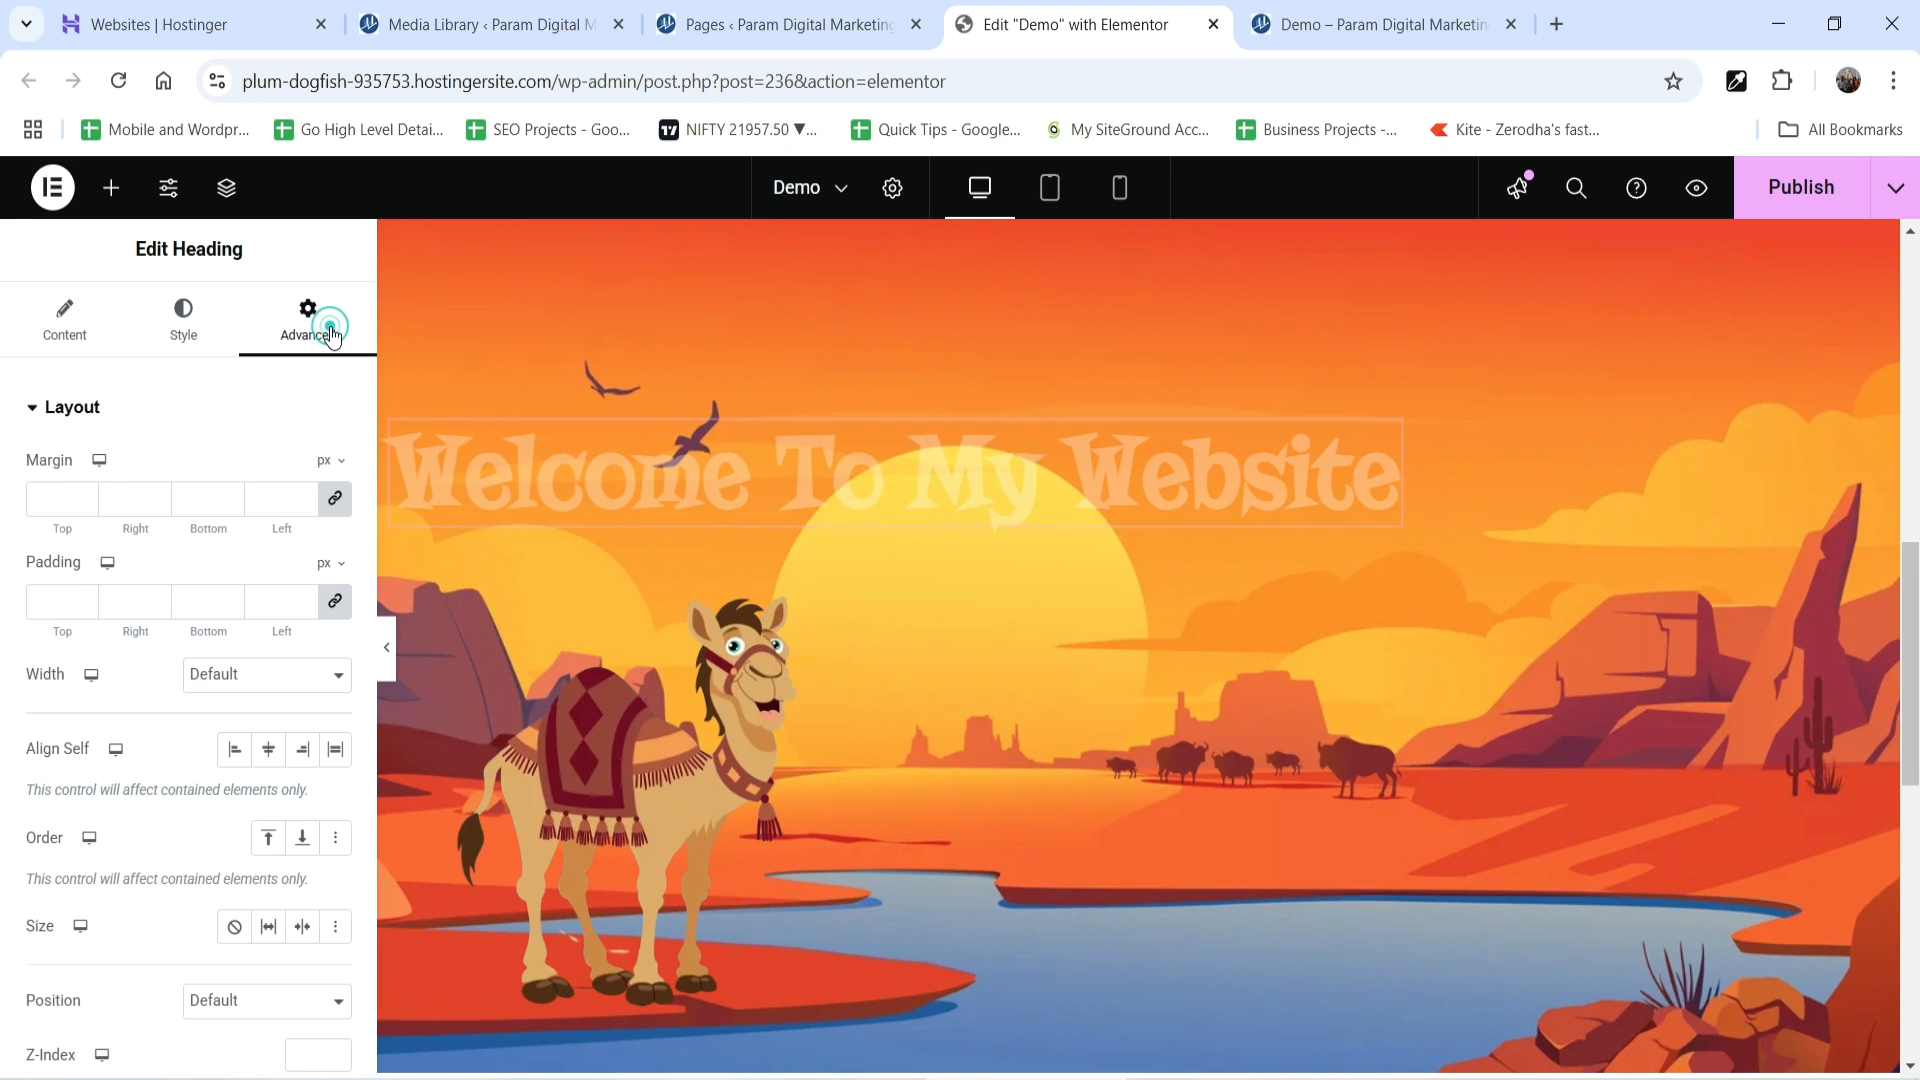 Websites | Hostinger
Media Library ‹ Param Digital M
Pages ‹ Param Digital Marketing
Edit "Demo" with Elementor
Demo – Param Digital Marketin
plum-dogfish-935753.hostingersite.com/wp-admin/post.php?post=236&action=elementor
Mobile and Wordpr...
Go High Level Detai...
SEO Projects - Goo...
NIFTY 21957.50 ▼...
Quick Tips - Google...
My SiteGround Acc...
Business Projects -...
Kite - Zerodha's fast...
All Bookmarks
Demo
Publish
Edit Heading
Content
Style
Advanced
Layout
Margin
px
Top
Right
Bottom
Left
Padding
px
Top
Right
Bottom
Left
Width
Default
Align Self
This control will affect contained elements only.
Order
This control will affect contained elements only.
Size
Position
Default
Z-Index
Welcome To My Website